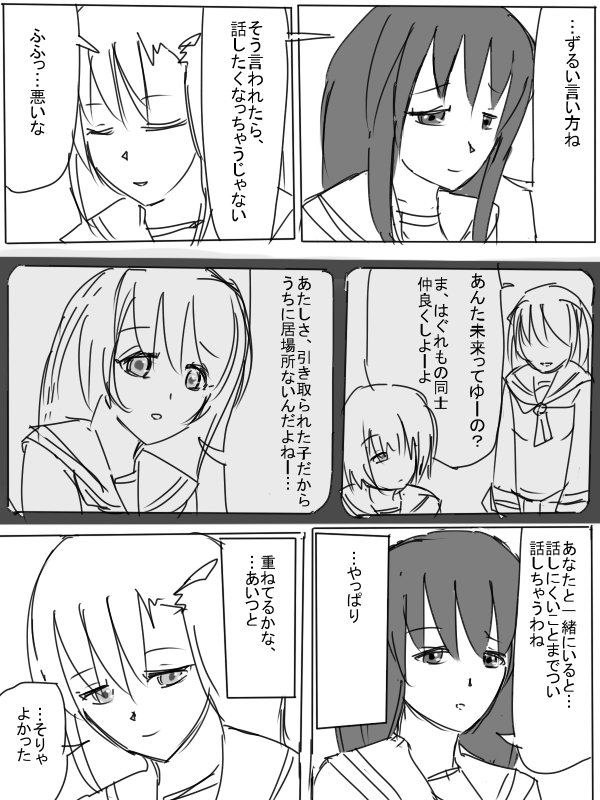 …ずるい言い方ね
そう言われたら、
話したくなっちゃうじゃない
ふふっ…悪いな
あんた未来ってゆーの？
ま、はぐれもの同士
仲良くしよーよ
あたしさ、引き取られた子だから
うちに居場所ないんだよねー…
あなたと一緒にいると…
話しにくいことまでつい
話しちゃうわね
…やっぱり
重ねてるかな、
…あいつと
…そりゃ
よかった